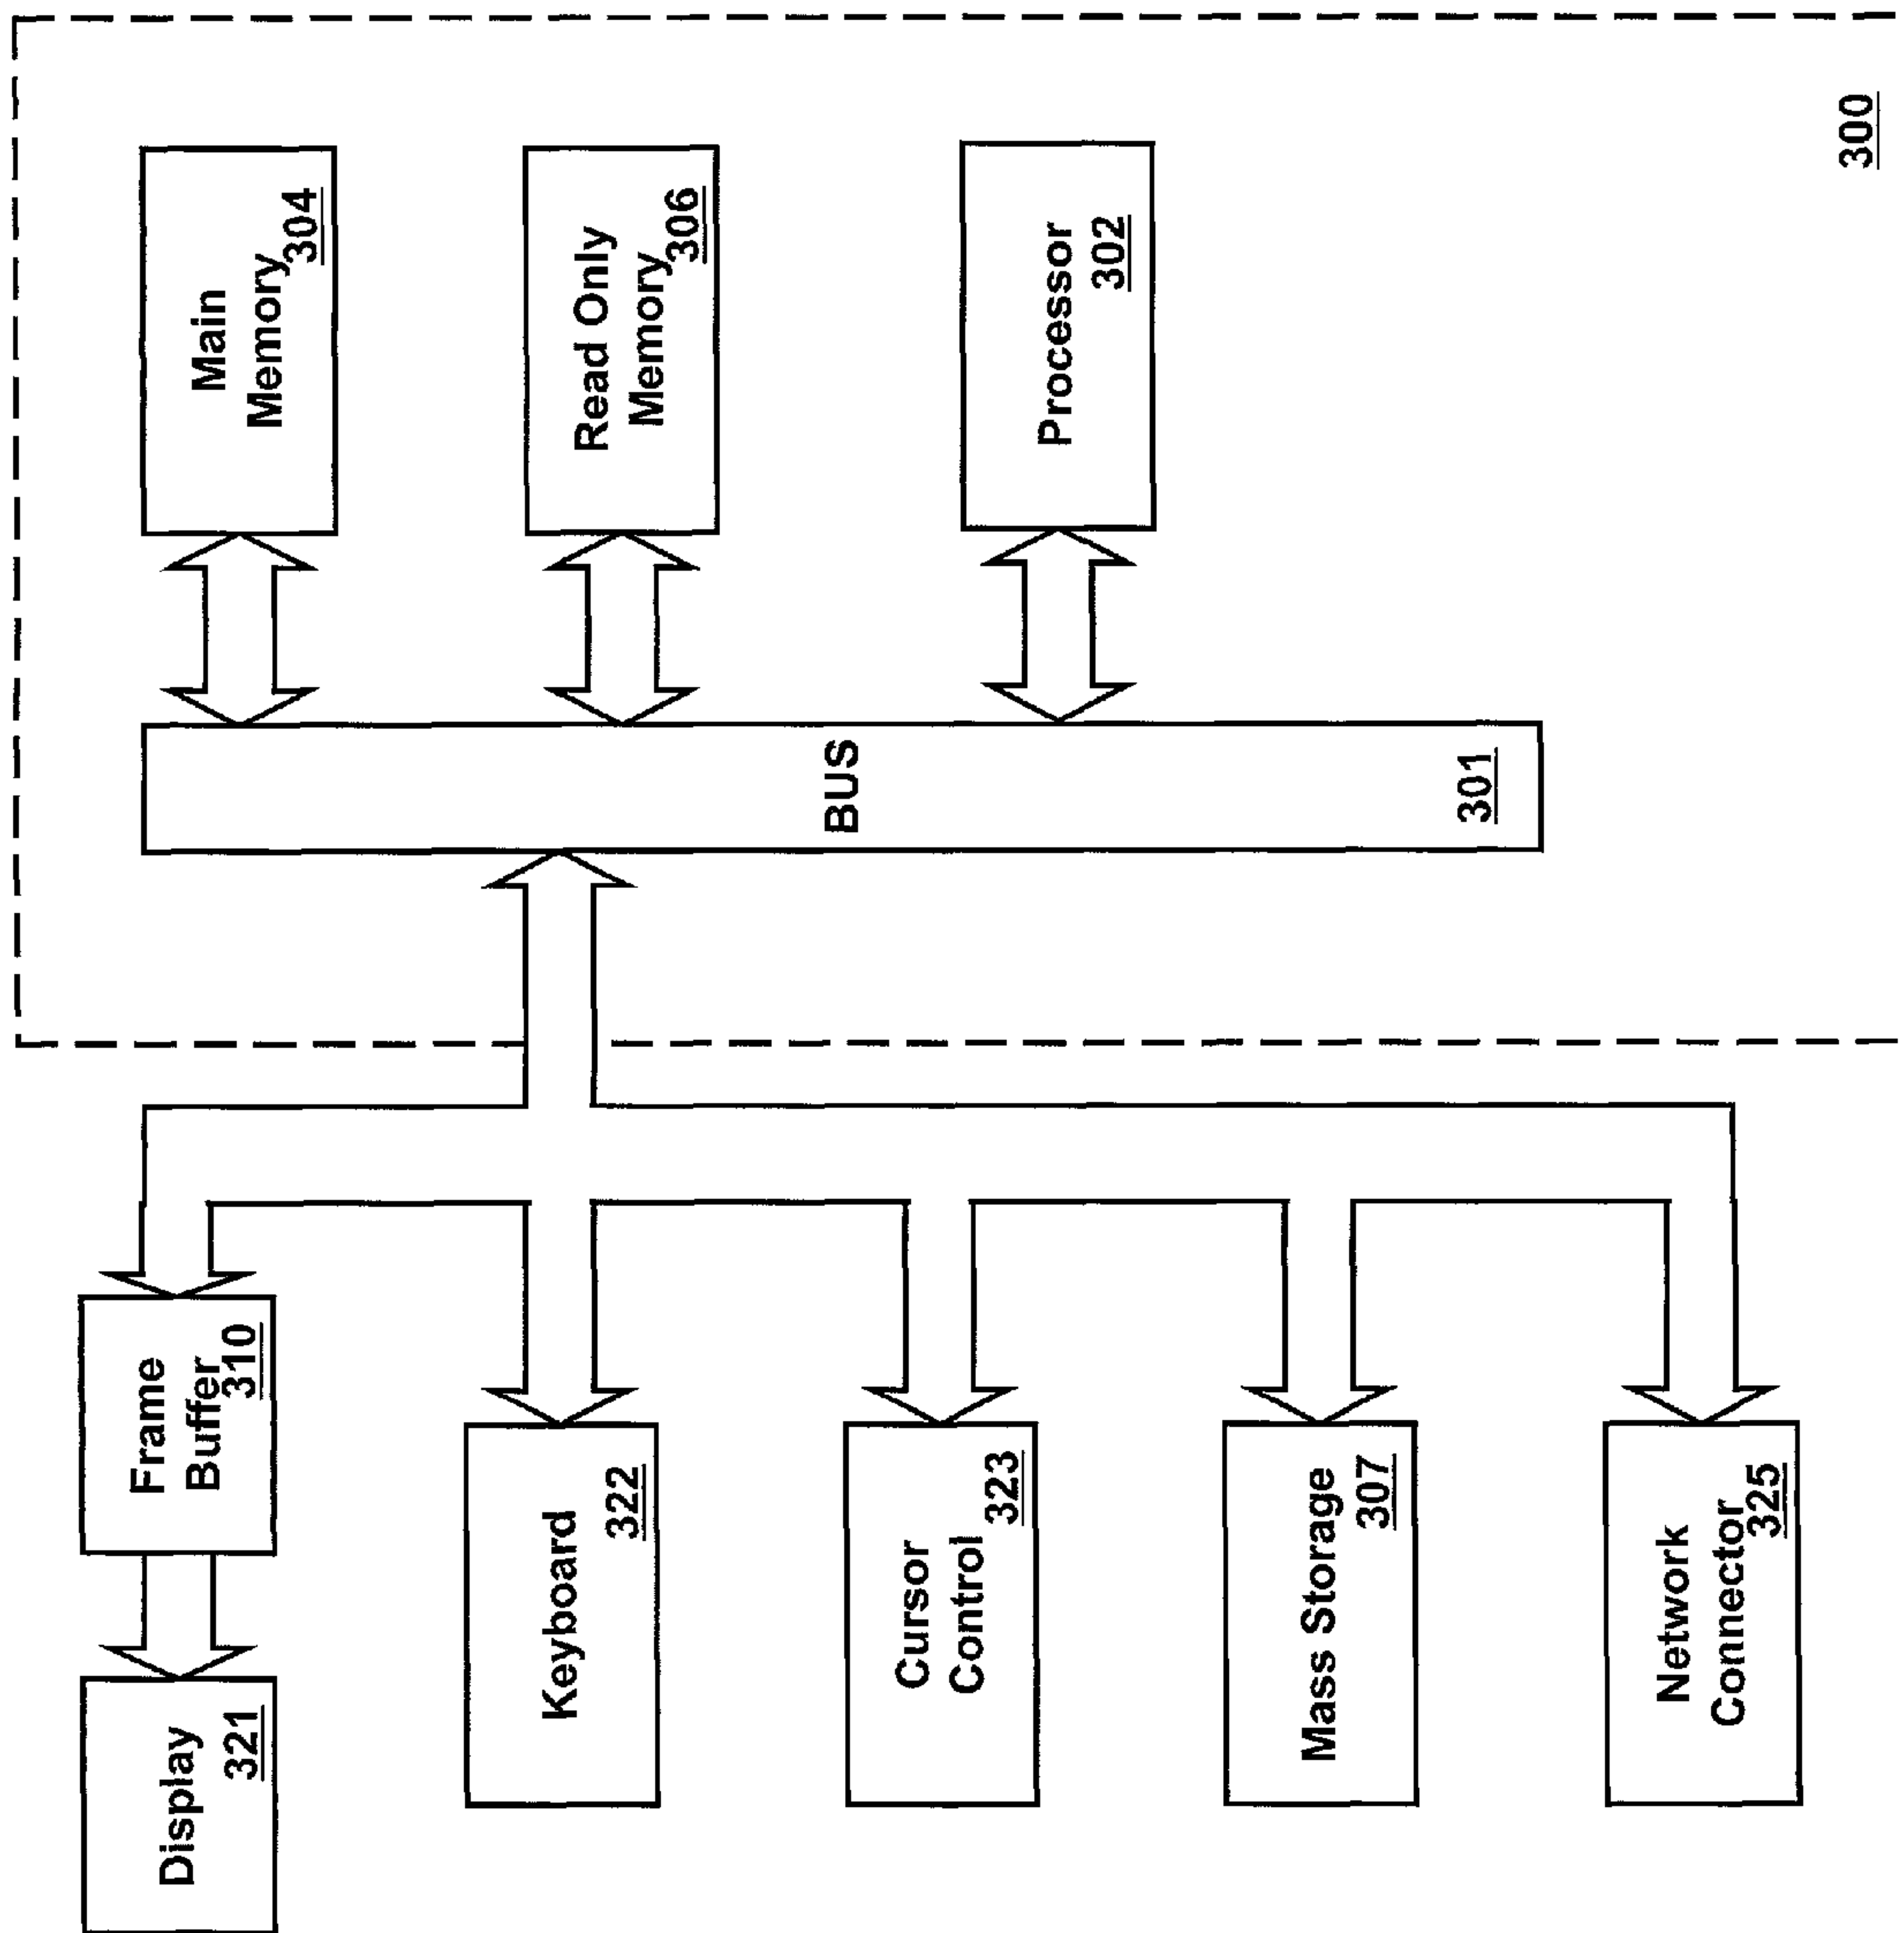 Display
321
Frame
Buffer
310
Keyboard
322
Cursor
Control
323
Mass Storage
307
Network
Connector
325
BUS
301
Main
Memory
304
Read Only
Memory
306
Processor
302
300